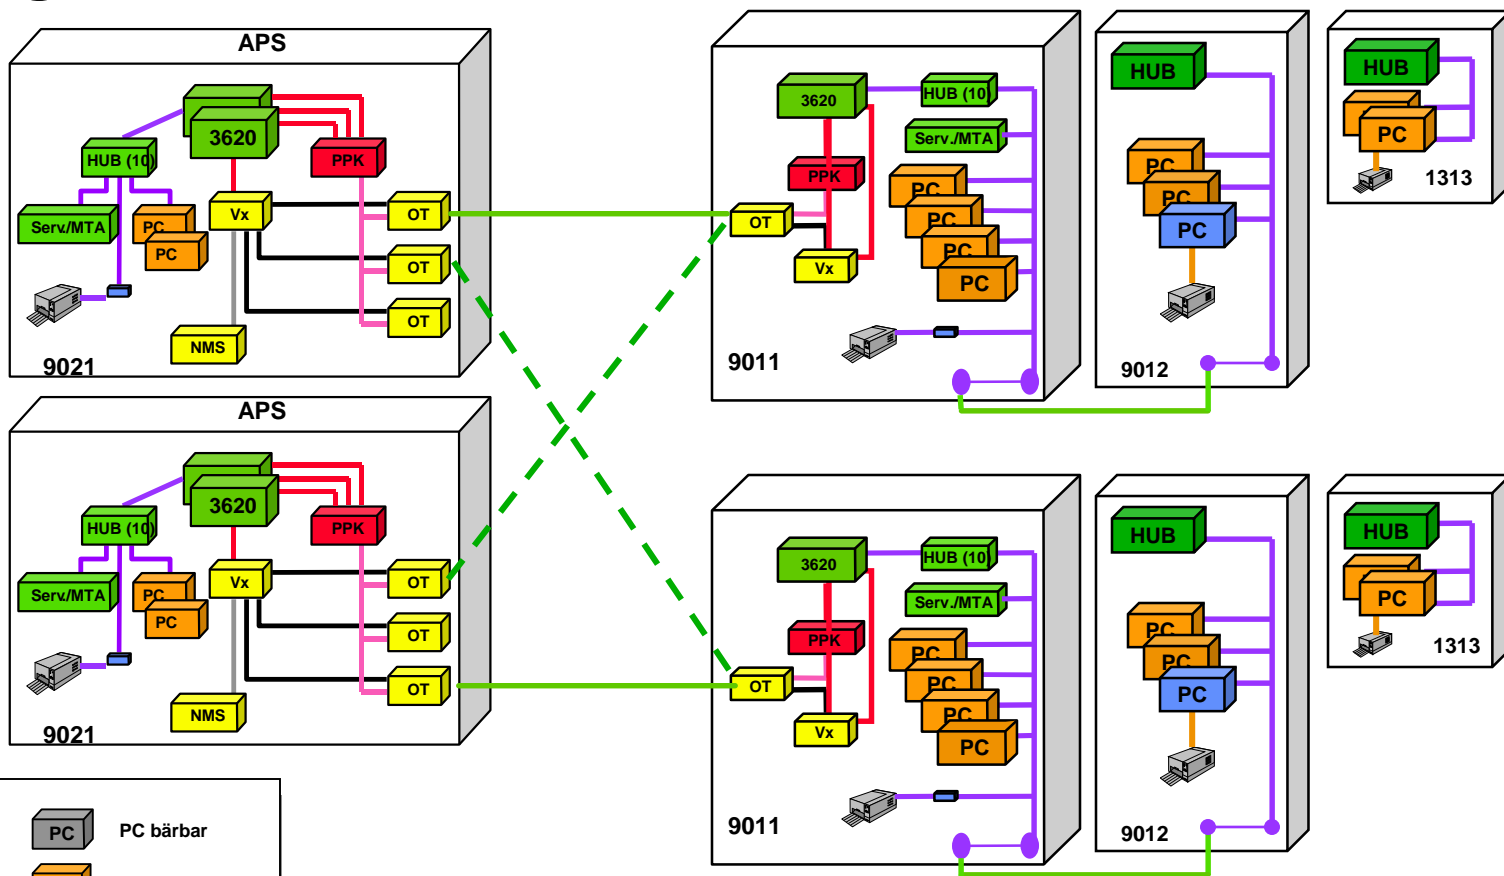 APS
3620
HUB (10)
PPK
Serv./MTA
PC
PC
Vx
OT
OT
OT
NMS
9021
3620
HUB (10)
Serv./MTA
PPK
PC
PC
PC
PC
OT
Vx
9011
HUB
PC
PC
PC
9012
HUB
PC
1313
APS
3620
HUB (10)
PPK
Serv./MTA
PC
PC
Vx
OT
OT
OT
NMS
9021
3620
HUB (10)
Serv./MTA
PPK
PC
PC
PC
PC
OT
Vx
9011
HUB
PC
PC
PC
9012
HUB
PC
1313
PC PC bärbar